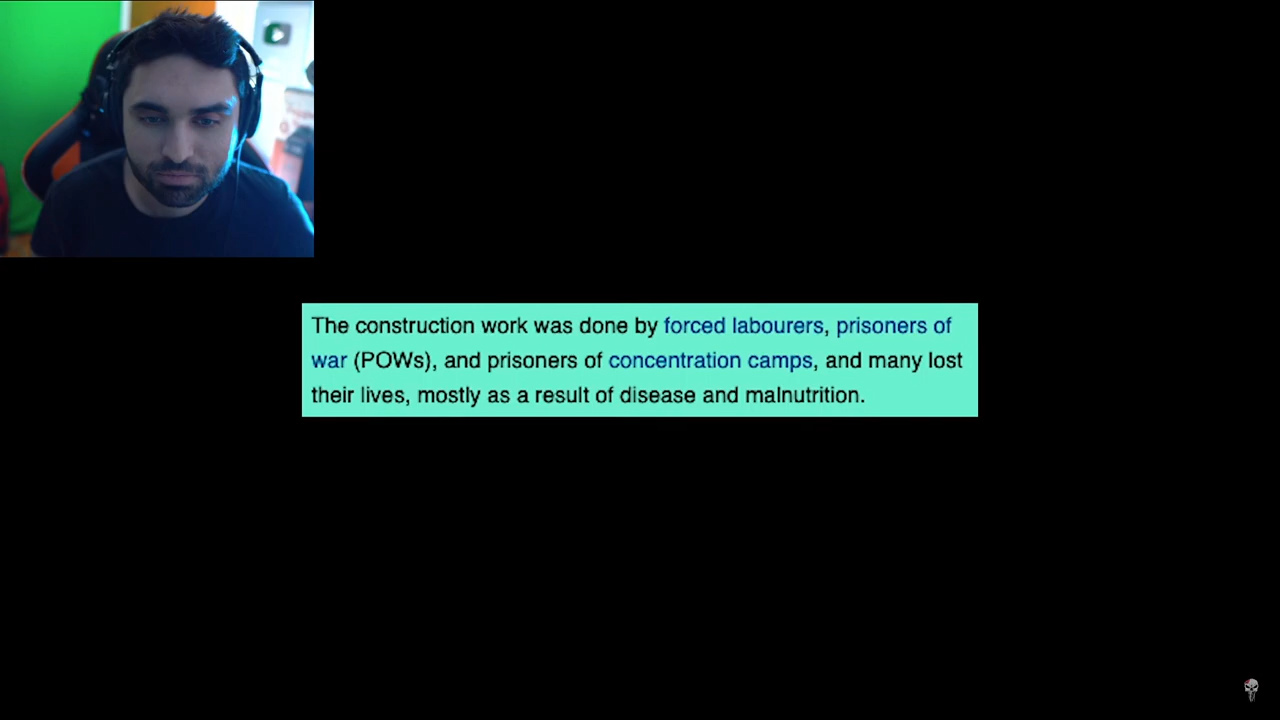 The construction work was done by forced labourers, prisoners of
war (POWs), and prisoners of concentration camps, and many lost
their lives, mostly as a result of disease and malnutrition.